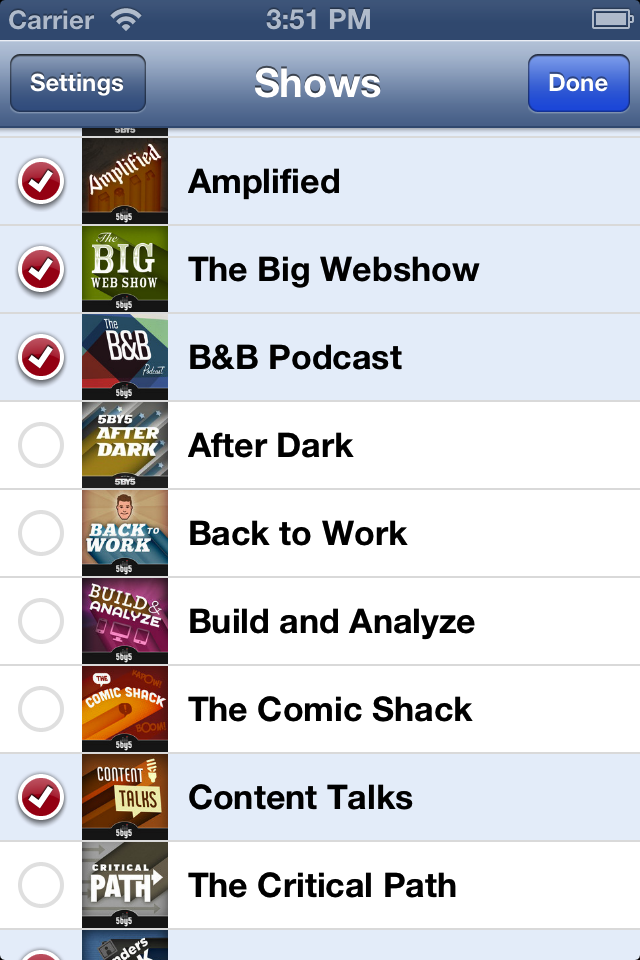 Carrier 3:51 PM
Settings Shows Done
5BY5
Amplified
5by5
Amplified
The
BIG
WEB SHOW
5by5
The Big Webshow
The
B&B
Podcast
5by5
B&B Podcast
5BY5
AFTER
DARK
5BY5
After Dark
BACK TO
WORK
5by5
Back to Work
BUILD &
ANALYZE
5by5
Build and Analyze
THE
COMIC SHACK
KAPOW!
BOOM!
5by5
The Comic Shack
CONTENT
TALKS
5by5
Content Talks
CRITICAL
PATH
5by5
The Critical Path